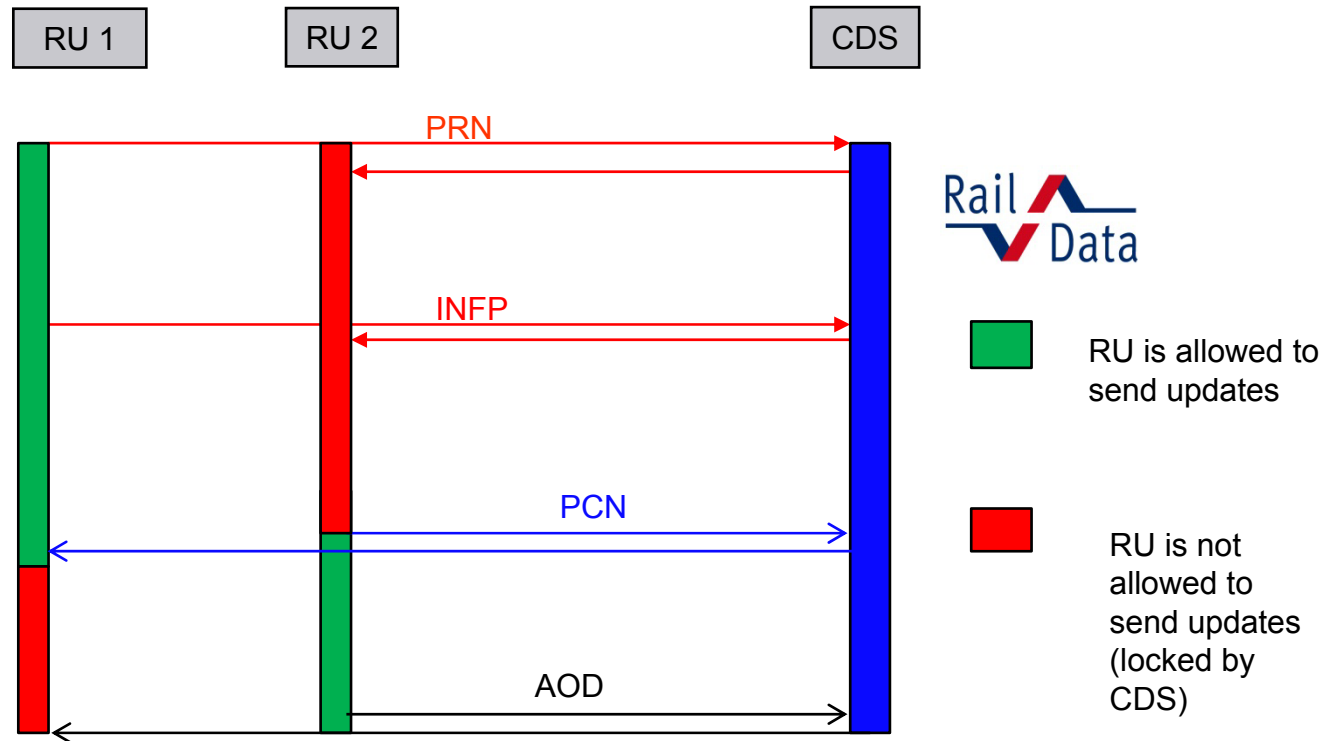 RU 1
RU 2
CDS
PRN
Rail
Data
INFP
RU is allowed to
send updates
PCN
RU is not
allowed to
send updates
(locked by
CDS)
AOD